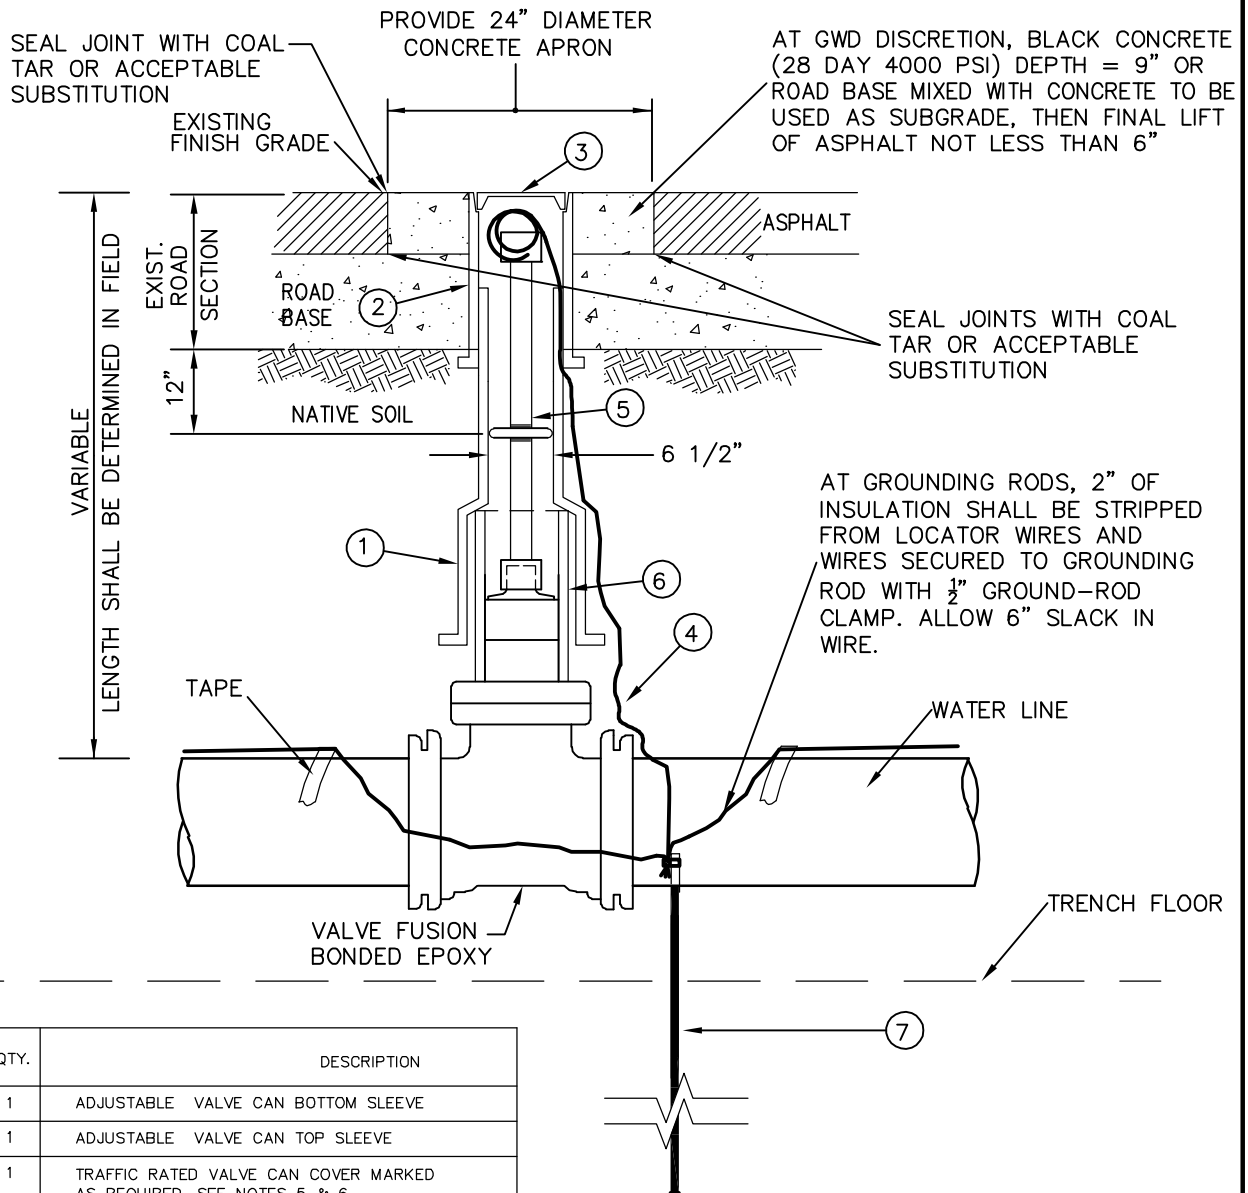 PROVIDE 24" DIAMETER
CONCRETE APRON
SEAL JOINT WITH COAL
TAR OR ACCEPTABLE
SUBSTITUTION
AT GWD DISCRETION, BLACK CONCRETE
(28 DAY 4000 PSI) DEPTH = 9" OR
ROAD BASE MIXED WITH CONCRETE TO BE
USED AS SUBGRADE, THEN FINAL LIFT
OF ASPHALT NOT LESS THAN 6"
EXISTING
FINISH GRADE
3
ASPHALT
EXIST.
ROAD
SECTION
ROAD
BASE
2
SEAL JOINTS WITH COAL
TAR OR ACCEPTABLE
SUBSTITUTION
12"
NATIVE SOIL
5
6 1/2"
VARIABLE
LENGTH SHALL BE DETERMINED IN FIELD
AT GROUNDING RODS, 2" OF
INSULATION SHALL BE STRIPPED
FROM LOCATOR WIRES AND
WIRES SECURED TO GROUNDING
ROD WITH ½" GROUND-ROD
CLAMP. ALLOW 6" SLACK IN
WIRE.
1
6
4
TAPE
WATER LINE
VALVE FUSION
BONDED EPOXY
TRENCH FLOOR
7
QTY. DESCRIPTION
1 ADJUSTABLE VALVE CAN BOTTOM SLEEVE
1 ADJUSTABLE VALVE CAN TOP SLEEVE
1 TRAFFIC RATED VALVE CAN COVER MARKED
AS REQUIRED. SEE NOTES 5 & 6